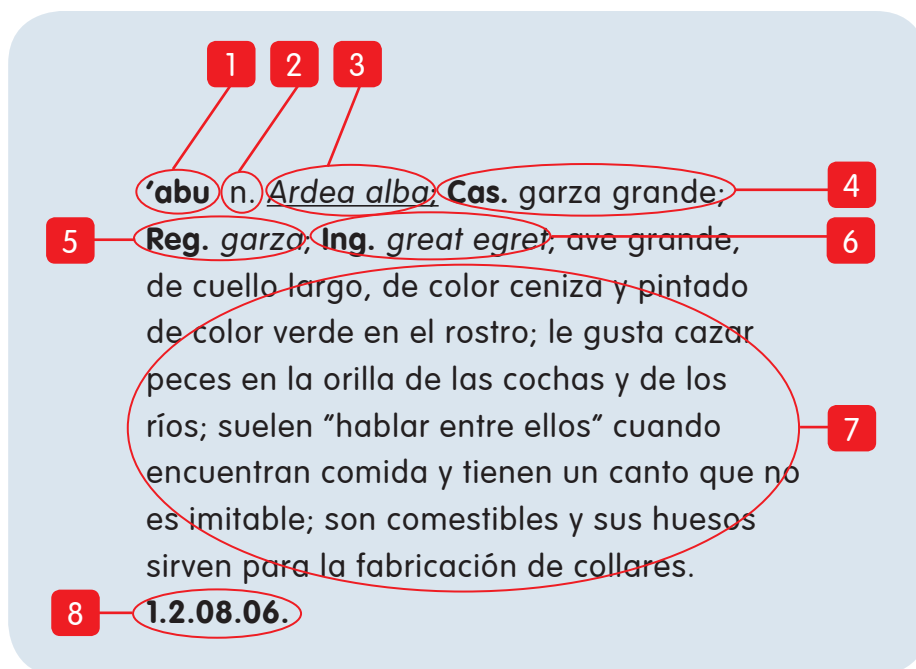 1 2 3
'abu n. Ardea alba; Cas. garza grande; 4
5 Reg. garza; Ing. great egret; ave grande, 6
de cuello largo, de color ceniza y pintado
de color verde en el rostro; le gusta cazar
peces en la orilla de las cochas y de los
ríos; suelen "hablar entre ellos" cuando 7
encuentran comida y tienen un canto que no
es imitable; son comestibles y sus huesos
sirven para la fabricación de collares.
8 1.2.08.06.